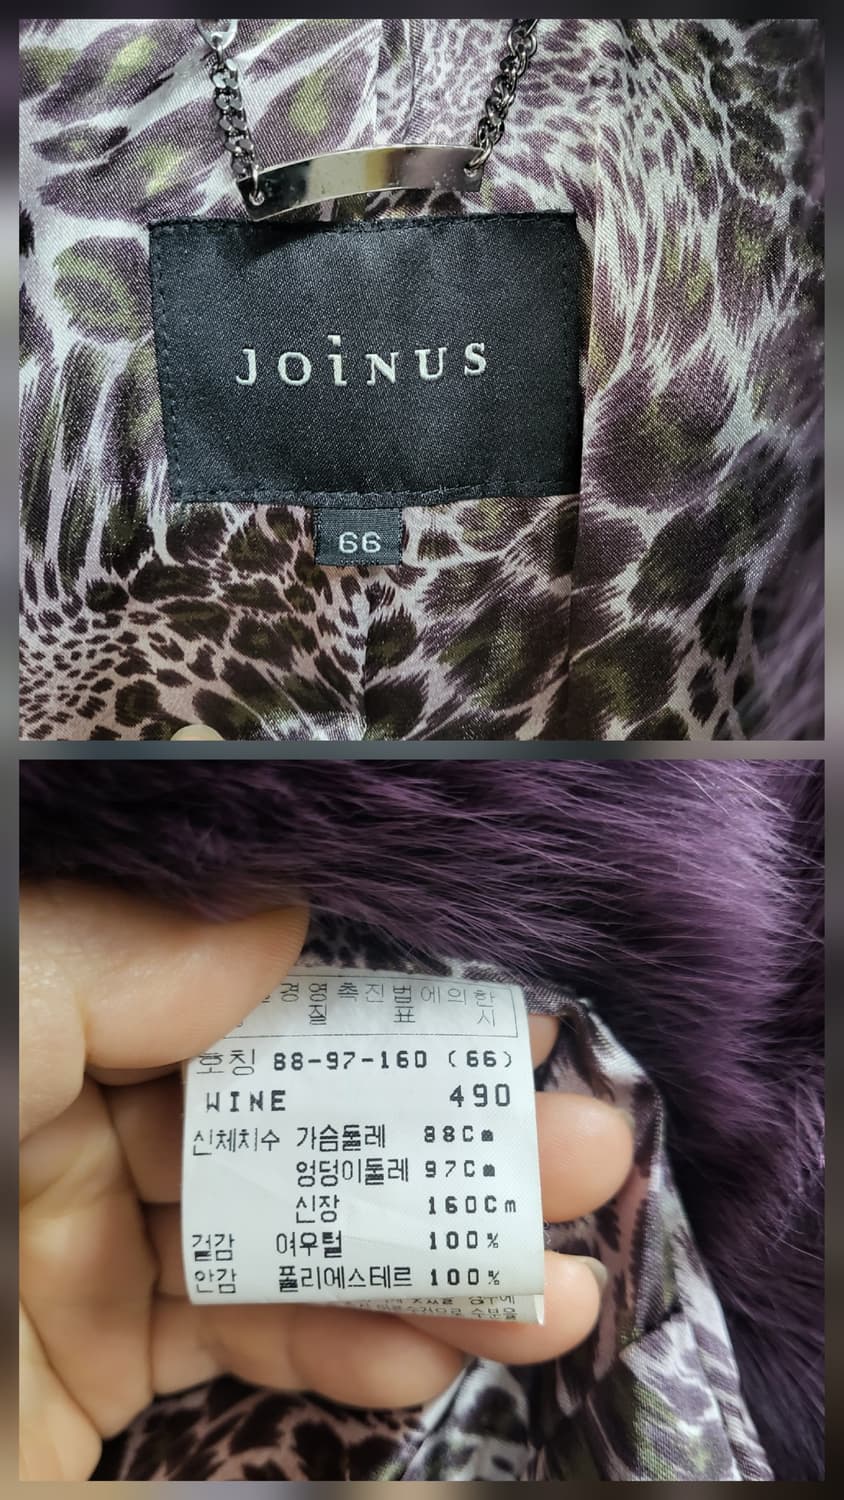 JOiNUS
66
경영촉진법에의한
질 표 시
호칭 88-97-160 (66)
WINE 490
신체치수 가슴둘레 88Cm
엉덩이둘레 97Cm
신장 160Cm
겉감 여우털 100%
안감 폴리에스테르 100%